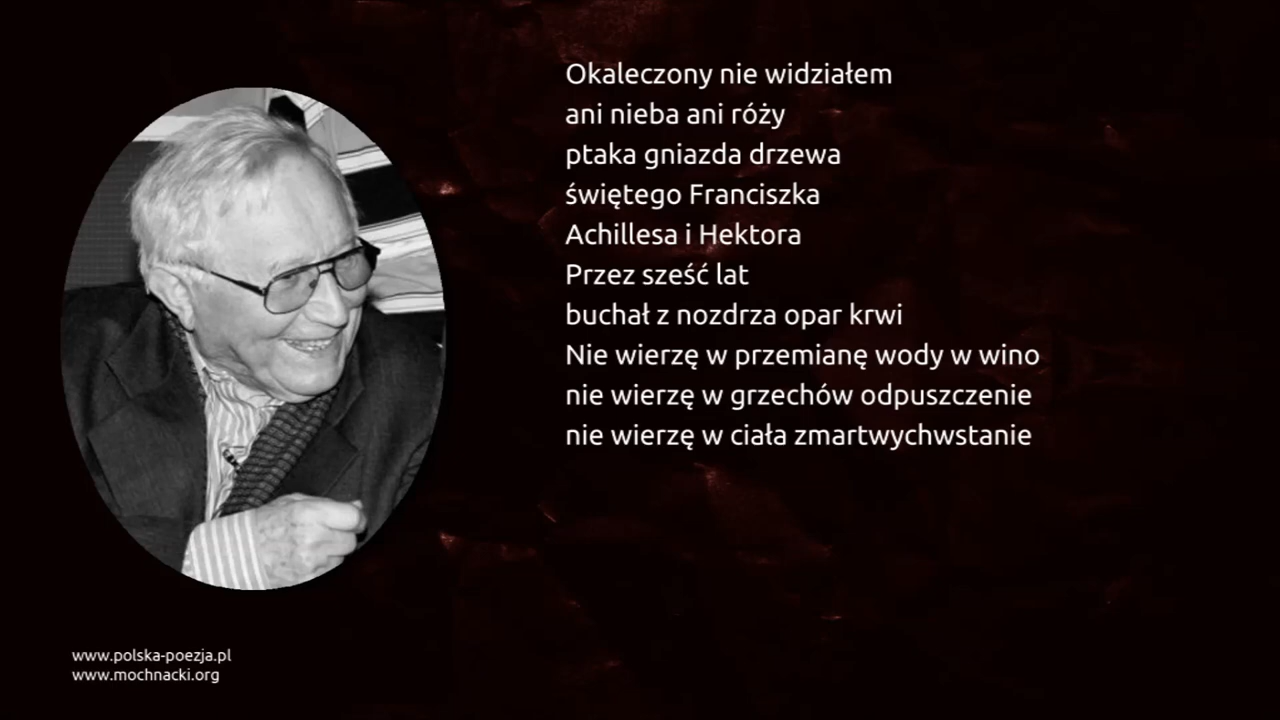 Okaleczony nie widziałem
ani nieba ani róży
ptaka gniazda drzewa
świętego Franciszka
Achillesa i Hektora
Przez sześć lat
buchał z nozdrza opar krwi
Nie wierzę w przemianę wody w wino
nie wierzę w grzechów odpuszczenie
nie wierzę w ciała zmartwychwstanie
www.polska-poezja.pl
www.mochnacki.org